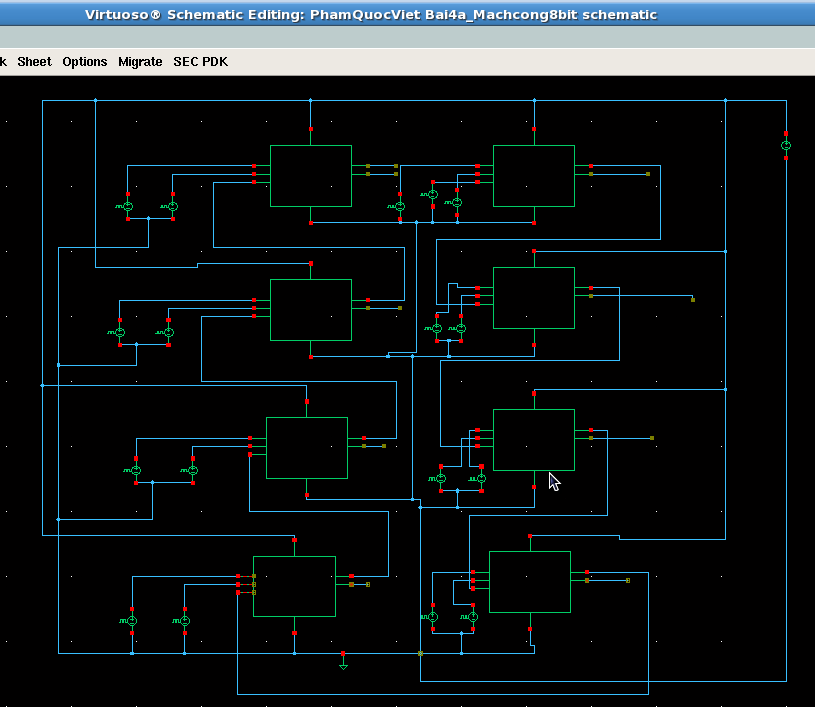 Virtuoso® Schematic Editing: PhamQuocViet Bai4a_Machcong8bit schematic
k Sheet Options Migrate SEC PDK